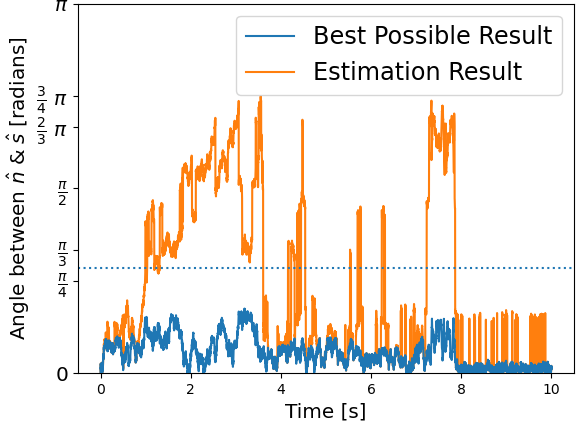 π
Best Possible Result
Estimation Result
3/4 π
2/3 π
π/2
π/3
π/4
0
Angle between n̂ & ŝ [radians]
0 2 4 6 8 10
Time [s]